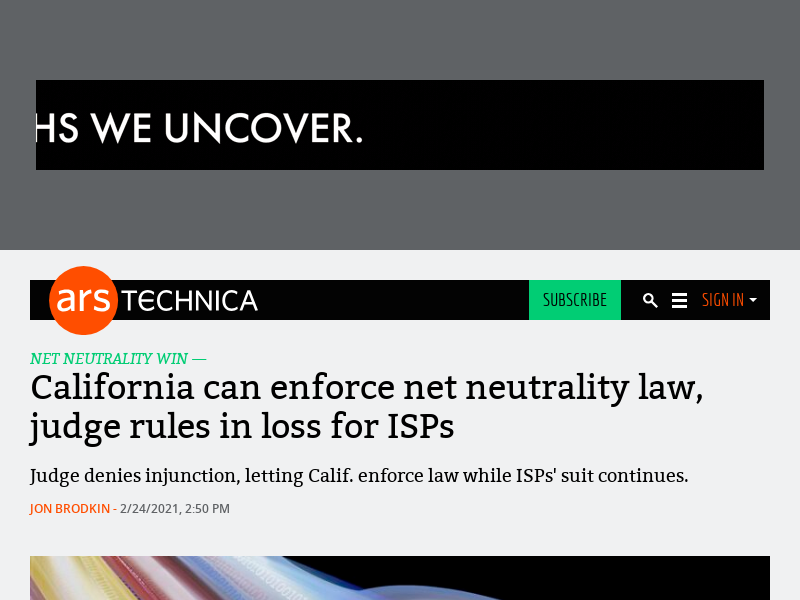 HS WE UNCOVER.
ars TECHNICA
SUBSCRIBE
SIGN IN
NET NEUTRALITY WIN —
California can enforce net neutrality law,
judge rules in loss for ISPs
Judge denies injunction, letting Calif. enforce law while ISPs' suit continues.
JON BRODKIN - 2/24/2021, 2:50 PM